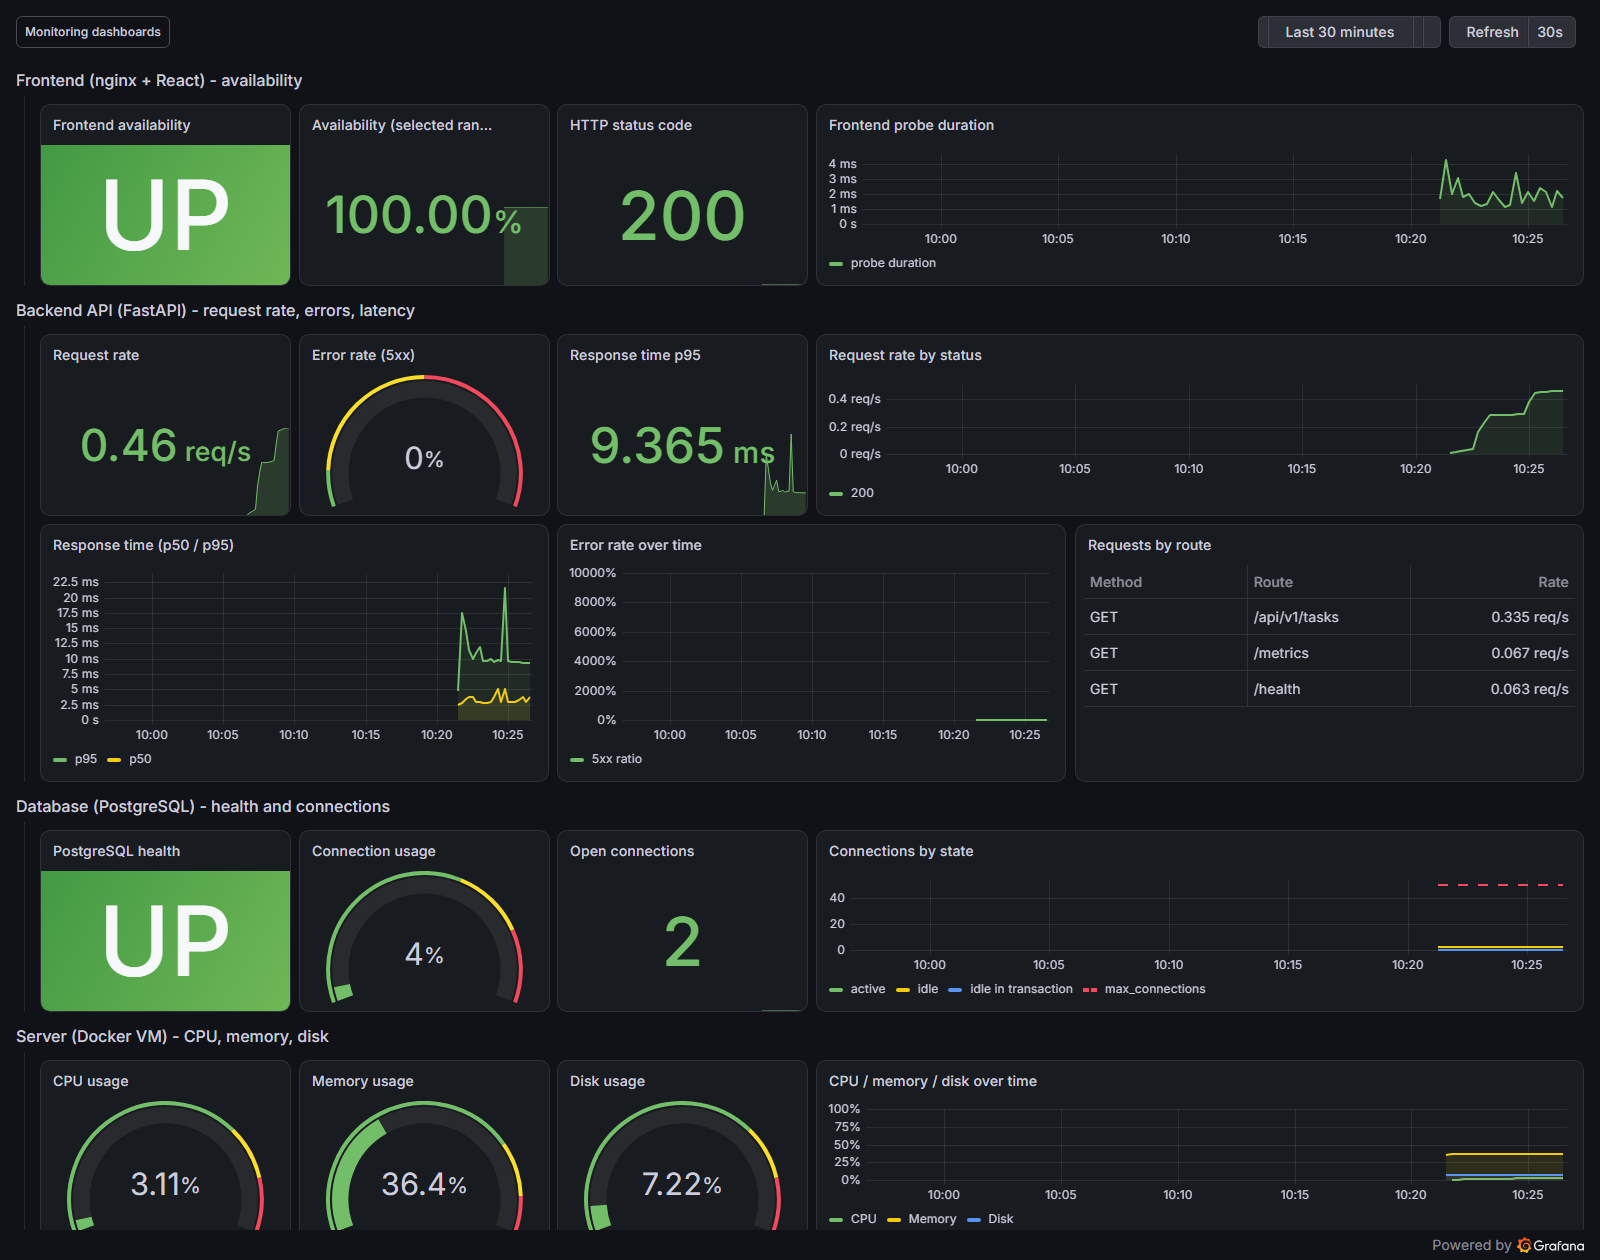 Monitoring dashboards
Last 30 minutes
Refresh 30s
Frontend (nginx + React) - availability
Frontend availability
UP
Availability (selected ran...
100.00%
HTTP status code
200
Frontend probe duration
4 ms
3 ms
2 ms
1 ms
0 s
10:00 10:05 10:10 10:15 10:20 10:25
probe duration
Backend API (FastAPI) - request rate, errors, latency
Request rate
0.46 req/s
Error rate (5xx)
0%
Response time p95
9.365 ms
Request rate by status
0.4 req/s
0.2 req/s
0 req/s
10:00 10:05 10:10 10:15 10:20 10:25
200
Response time (p50 / p95)
22.5 ms
20 ms
17.5 ms
15 ms
12.5 ms
10 ms
7.5 ms
5 ms
2.5 ms
0 s
10:00 10:05 10:10 10:15 10:20 10:25
p95 p50
Error rate over time
10000%
8000%
6000%
4000%
2000%
0%
10:00 10:05 10:10 10:15 10:20 10:25
5xx ratio
Requests by route
Method Route Rate
GET /api/v1/tasks 0.335 req/s
GET /metrics 0.067 req/s
GET /health 0.063 req/s
Database (PostgreSQL) - health and connections
PostgreSQL health
UP
Connection usage
4%
Open connections
2
Connections by state
40
20
0
10:00 10:05 10:10 10:15 10:20 10:25
active idle idle in transaction max_connections
Server (Docker VM) - CPU, memory, disk
CPU usage
3.11%
Memory usage
36.4%
Disk usage
7.22%
CPU / memory / disk over time
100%
75%
50%
25%
0%
10:00 10:05 10:10 10:15 10:20 10:25
CPU Memory Disk
Powered by Grafana